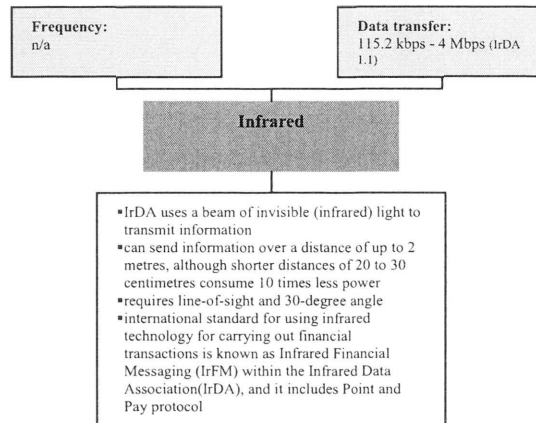 Frequency:
n/a
Data transfer:
115.2 kbps - 4 Mbps (IrDA
1.1)
Infrared
▪IrDA uses a beam of invisible (infrared) light to
transmit information
▪can send information over a distance of up to 2
metres, although shorter distances of 20 to 30
centimetres consume 10 times less power
▪requires line-of-sight and 30-degree angle
▪international standard for using infrared
technology for carrying out financial
transactions is known as Infrared Financial
Messaging (IrFM) within the Infrared Data
Association(IrDA), and it includes Point and
Pay protocol